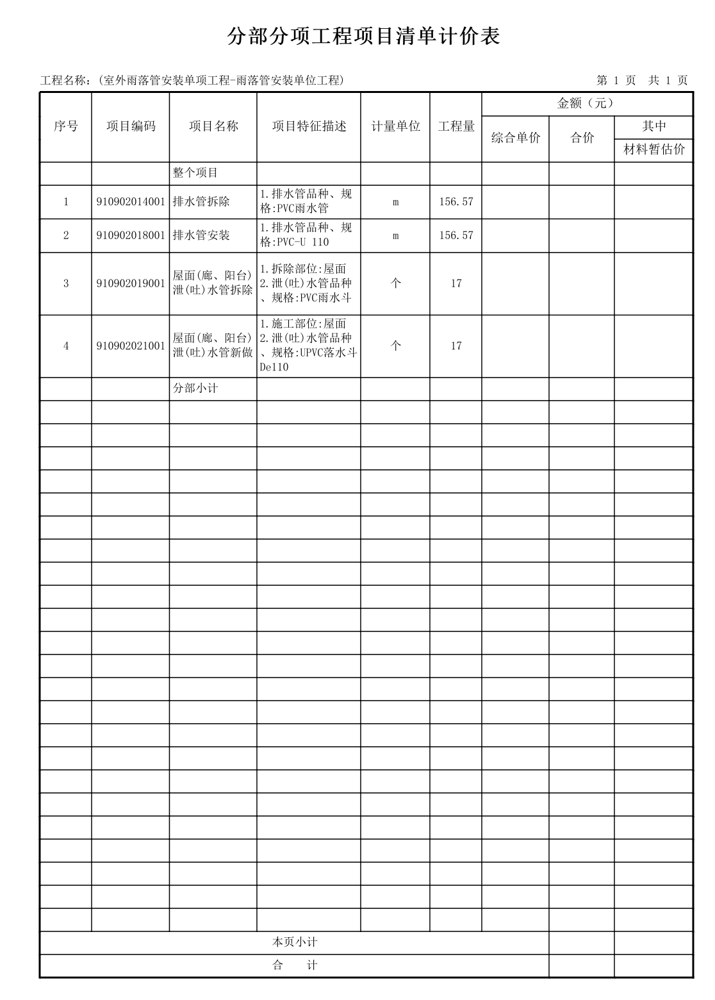 分部分项工程项目清单计价表
工程名称：(室外雨落管安装单项工程-雨落管安装单位工程) 第 1 页 共 1 页
序号 项目编码 项目名称 项目特征描述 计量单位 工程量 金额（元）
综合单价 合价 其中
材料暂估价
整个项目
1 910902014001 排水管拆除 1.排水管品种、规
格:PVC雨水管 m 156.57
2 910902018001 排水管安装 1.排水管品种、规
格:PVC-U 110 m 156.57
3 910902019001 屋面(廊、阳台)
泄(吐)水管拆除 1.拆除部位:屋面
2.泄(吐)水管品种
、规格:PVC雨水斗 个 17
4 910902021001 屋面(廊、阳台)
泄(吐)水管新做 1.施工部位:屋面
2.泄(吐)水管品种
、规格:UPVC落水斗
De110 个 17
分部小计
本页小计
合 计